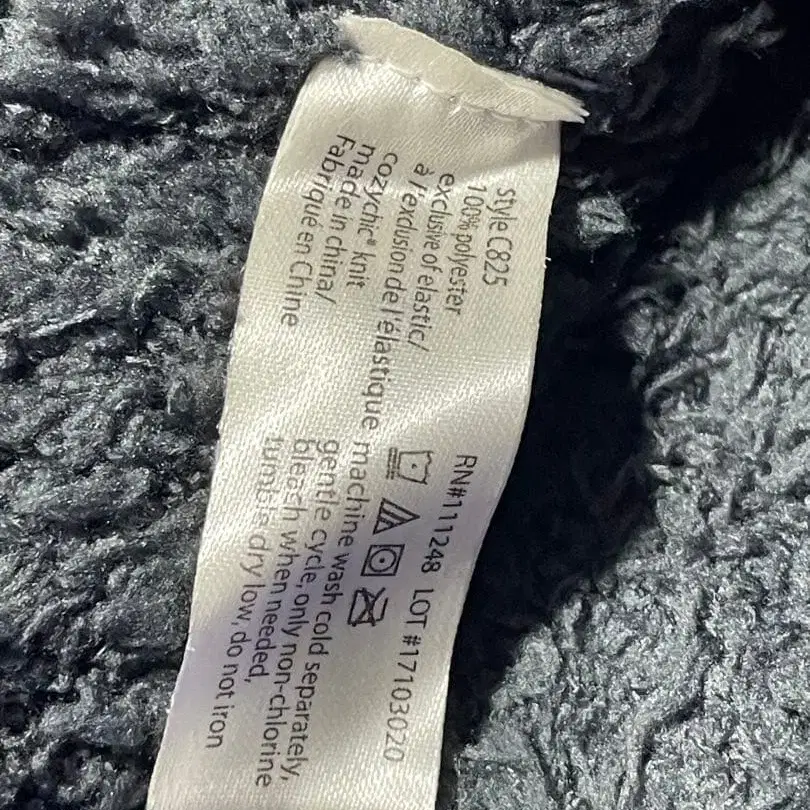 style C825
100% polyester
exclusive of elastic/
à l'exclusion de l'élastique
cozychic® knit
made in china/
Fabriqué en Chine
RN#111248 LOT #17103020
machine wash cold separately,
gentle cycle, only non-chlorine
bleash when needed,
tumble dry low, do not iron